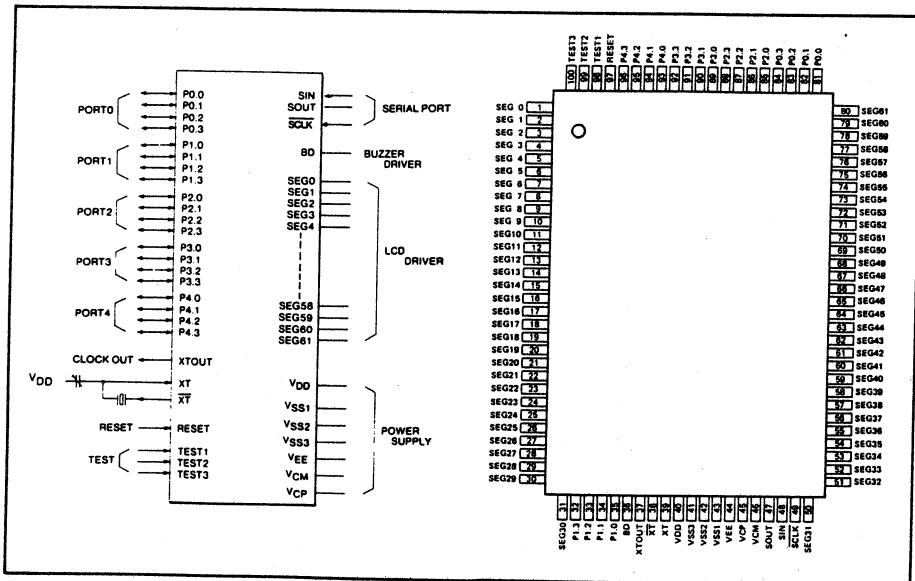 PORT0
P0.0
P0.1
P0.2
P0.3
PORT1
P1.0
P1.1
P1.2
P1.3
PORT2
P2.0
P2.1
P2.2
P2.3
PORT3
P3.0
P3.1
P3.2
P3.3
PORT4
P4.0
P4.1
P4.2
P4.3
CLOCK OUT XTOUT
VDD XT
XT
RESET RESET
TEST
TEST1
TEST2
TEST3
SIN
SOUT
SCLK
SERIAL PORT
BD BUZZER
DRIVER
SEG0
SEG1
SEG2
SEG3
SEG4
SEG58
SEG59
SEG60
SEG61
LCD
DRIVER
VDD
VSS1
VSS2
VSS3
VEE
VCM
VCP
POWER
SUPPLY
TEST3 TEST2 TEST1 RESET P4.3 P4.2 P4.1 P4.0 P3.3 P3.2 P3.1 P3.0 P2.3 P2.2 P2.1 P2.0 P0.3 P0.2 P0.1 P0.0
100 99 98 97 96 95 94 93 92 91 90 89 88 87 86 85 84 83 82 81
SEG 0 1
SEG 1 2
SEG 2 3
SEG 3 4
SEG 4 5
SEG 5 6
SEG 6 7
SEG 7 8
SEG 8 9
SEG 9 10
SEG10 11
SEG11 12
SEG12 13
SEG13 14
SEG14 15
SEG15 16
SEG16 17
SEG17 18
SEG18 19
SEG19 20
SEG20 21
SEG21 22
SEG22 23
SEG23 24
SEG24 25
SEG25 26
SEG26 27
SEG27 28
SEG28 29
SEG29 30
80 SEG61
79 SEG60
78 SEG59
77 SEG58
76 SEG57
75 SEG56
74 SEG55
73 SEG54
72 SEG53
71 SEG52
70 SEG51
69 SEG50
68 SEG49
67 SEG48
66 SEG47
65 SEG46
64 SEG45
63 SEG44
62 SEG43
61 SEG42
60 SEG41
59 SEG40
58 SEG39
57 SEG38
56 SEG37
55 SEG36
54 SEG35
53 SEG34
52 SEG33
51 SEG32
31 32 33 34 35 36 37 38 39 40 41 42 43 44 45 46 47 48 49 50
SEG30 P1.3 P1.2 P1.1 P1.0 BD XTOUT XT XT VDD VSS3 VSS2 VSS1 VEE VCP VCM SOUT SIN SCLK SEG31